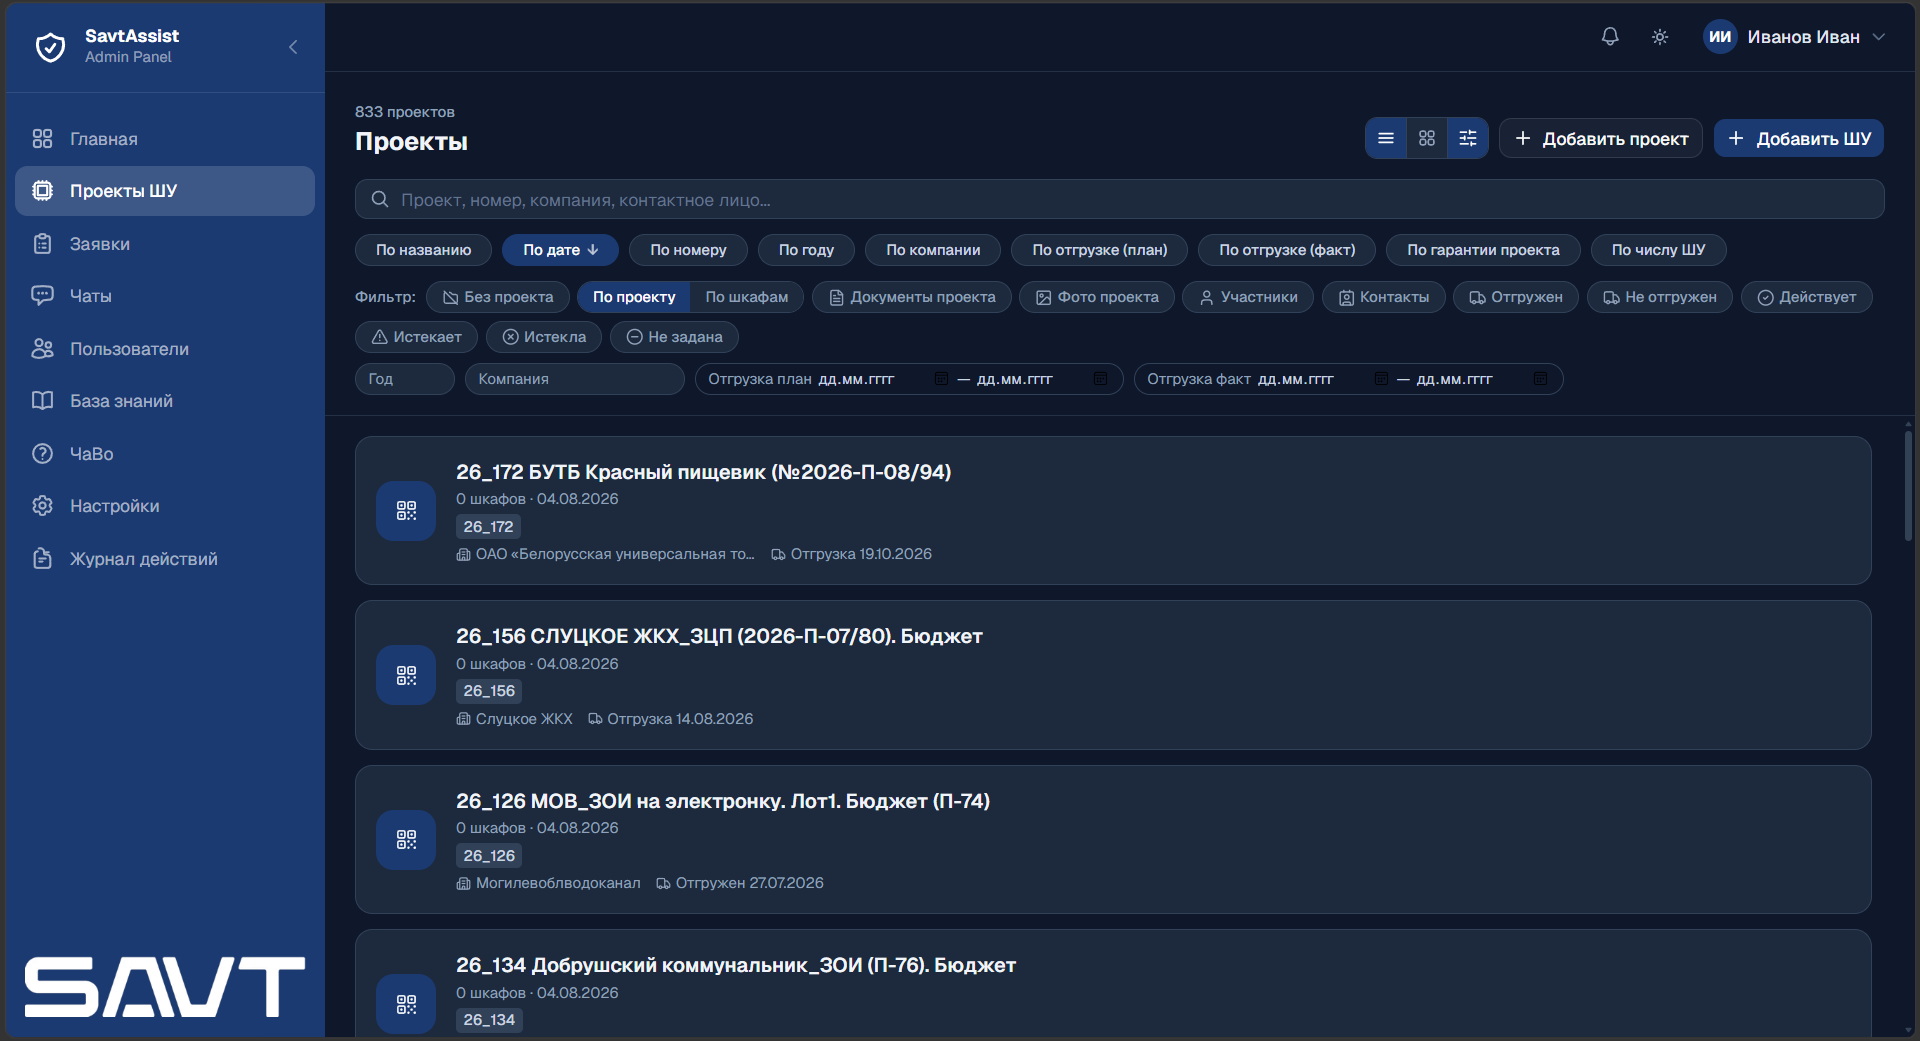 SavtAssist
Admin Panel
Главная
Проекты ШУ
Заявки
Чаты
Пользователи
База знаний
ЧаВо
Настройки
Журнал действий
SAVT
ИИ Иванов Иван
833 проектов
Проекты
Добавить проект
Добавить ШУ
Проект, номер, компания, контактное лицо...
По названию По дате ↓ По номеру По году По компании По отгрузке (план) По отгрузке (факт) По гарантии проекта По числу ШУ
Фильтр: Без проекта По проекту По шкафам Документы проекта Фото проекта Участники Контакты Отгружен Не отгружен Действует
Истекает Истекла Не задана
Год Компания Отгрузка план дд.мм.гггг — дд.мм.гггг Отгрузка факт дд.мм.гггг — дд.мм.гггг
26_172 БУТБ Красный пищевик (№2026-П-08/94)
0 шкафов · 04.08.2026
26_172
ОАО «Белорусская универсальная то... Отгрузка 19.10.2026
26_156 СЛУЦКОЕ ЖКХ_ЗЦП (2026-П-07/80). Бюджет
0 шкафов · 04.08.2026
26_156
Слуцкое ЖКХ Отгрузка 14.08.2026
26_126 МОВ_ЗОИ на электронку. Лот1. Бюджет (П-74)
0 шкафов · 04.08.2026
26_126
Могилевоблводоканал Отгружен 27.07.2026
26_134 Добрушский коммунальник_ЗОИ (П-76). Бюджет
0 шкафов · 04.08.2026
26_134